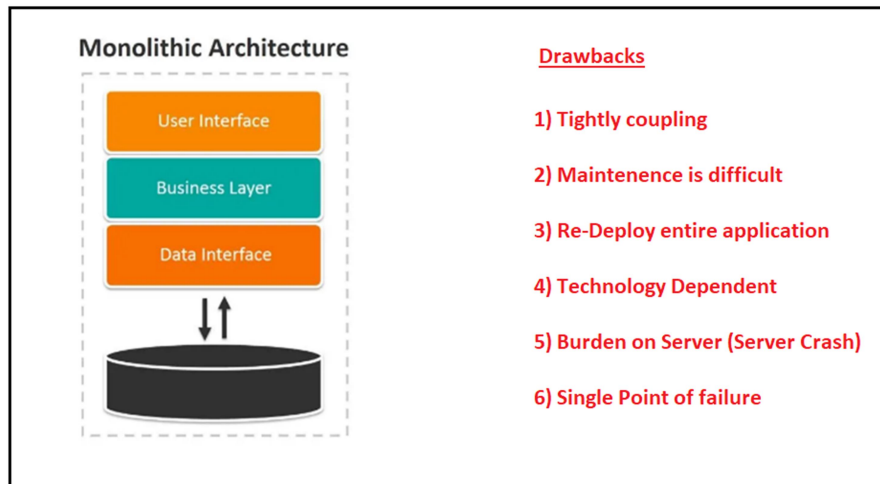 Monolithic Architecture
User Interface
Business Layer
Data Interface
Drawbacks
1) Tightly coupling
2) Maintenence is difficult
3) Re-Deploy entire application
4) Technology Dependent
5) Burden on Server (Server Crash)
6) Single Point of failure